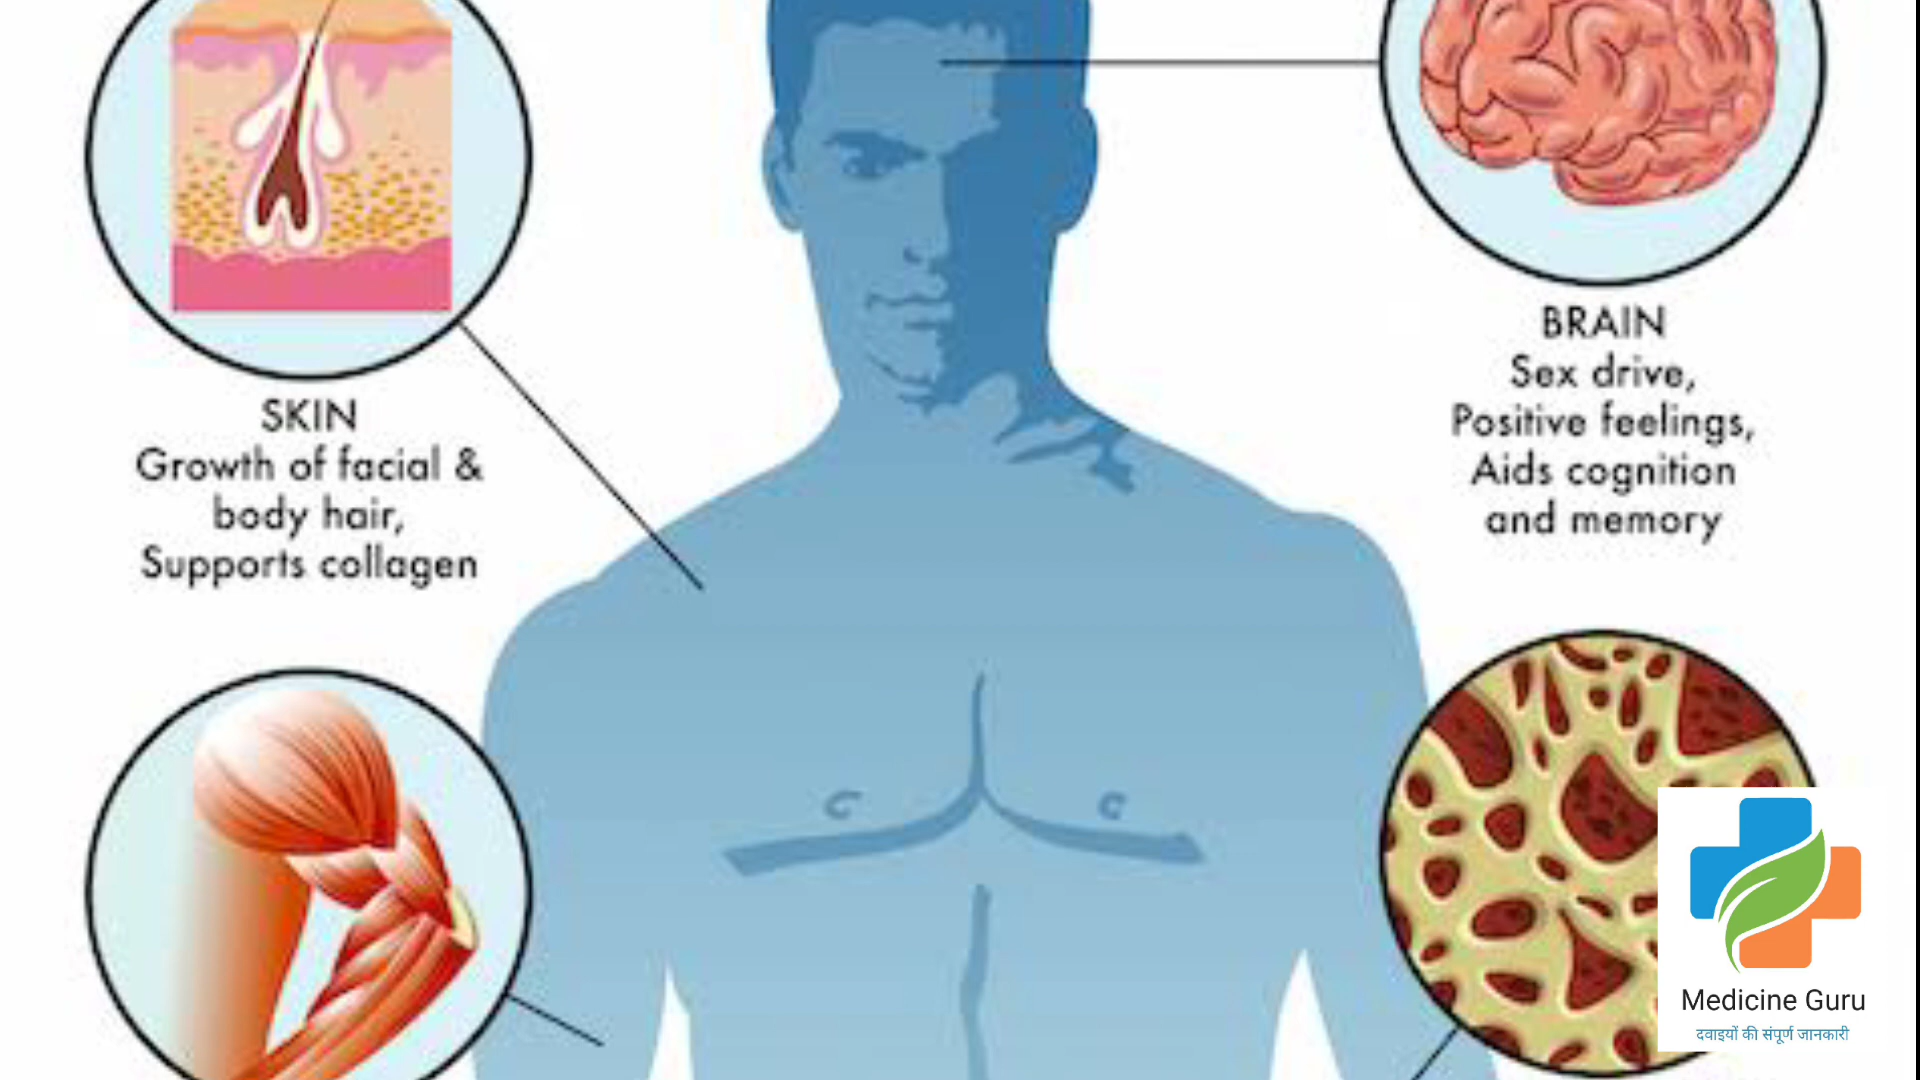 SKIN
Growth of facial &
body hair,
Supports collagen
BRAIN
Sex drive,
Positive feelings,
Aids cognition
and memory
Medicine Guru
दवाइयों की संपूर्ण जानकारी